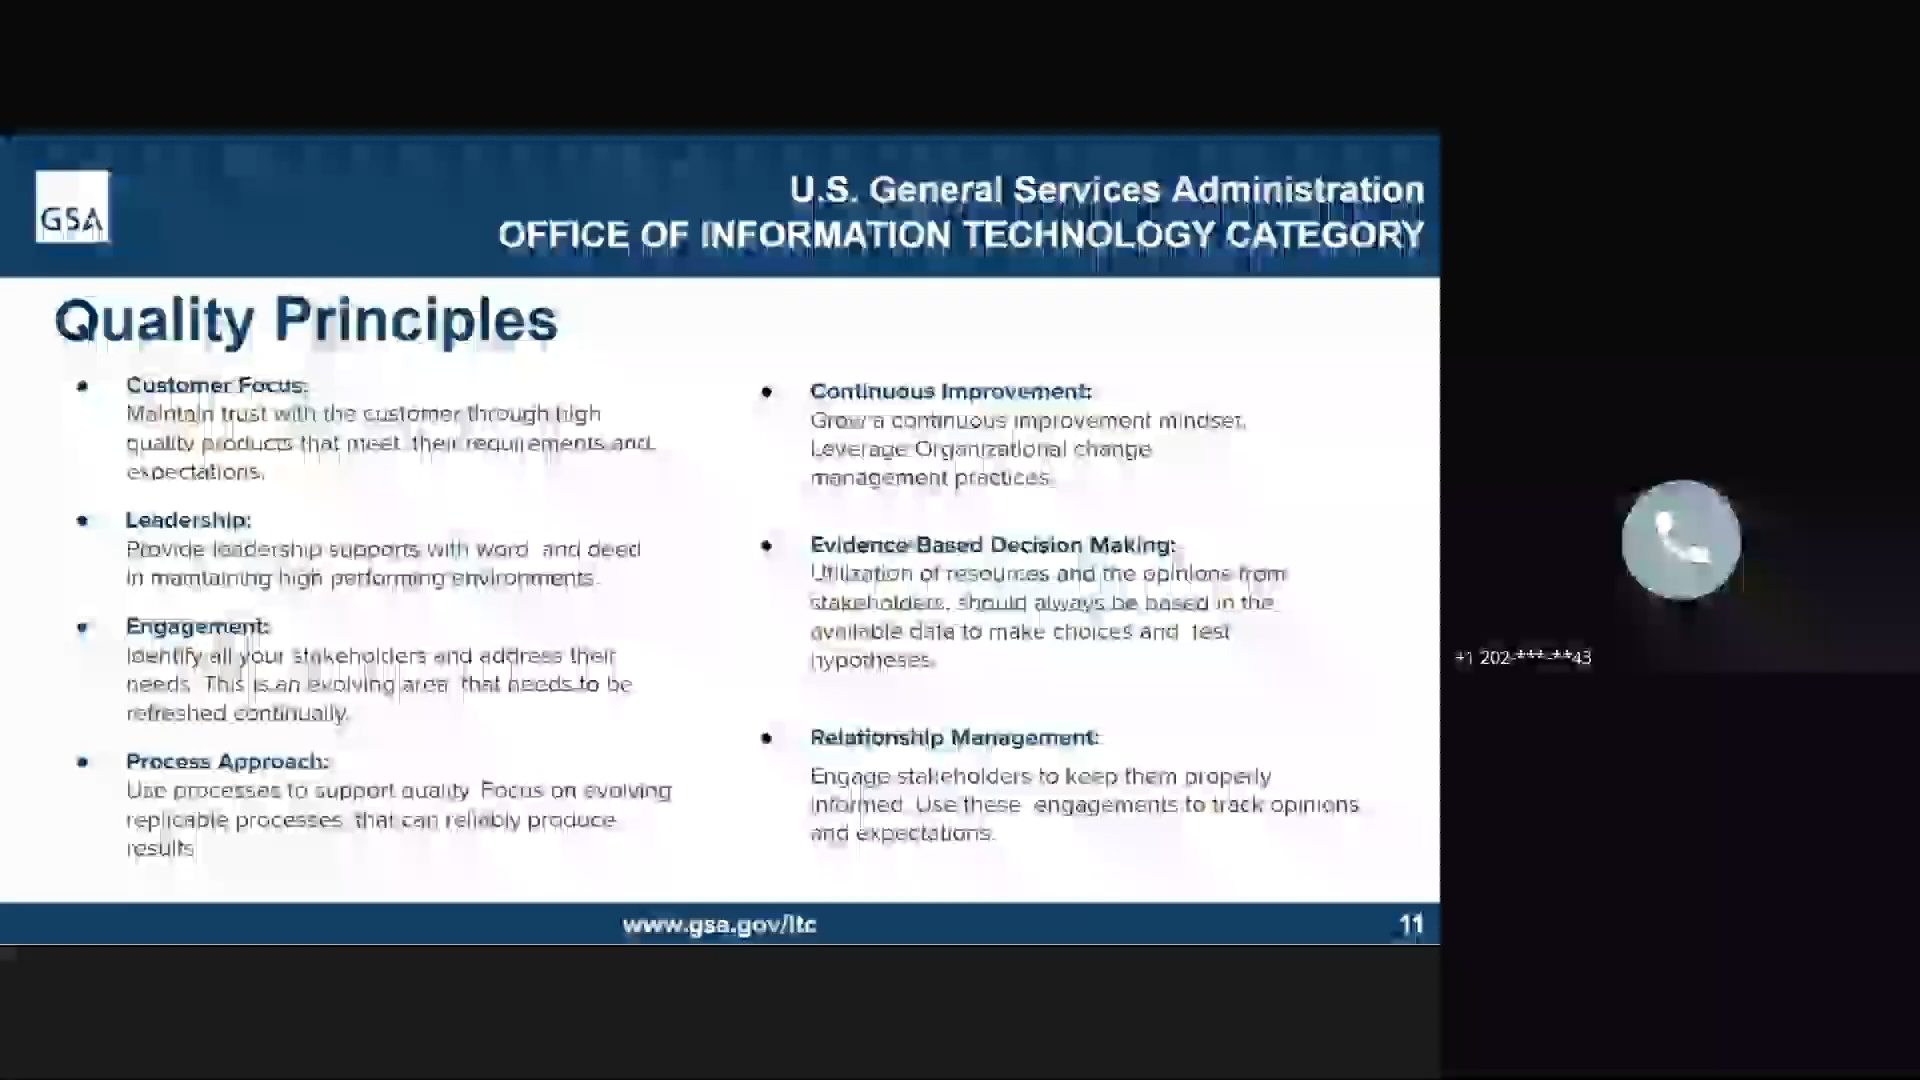 GSA
U.S. General Services Administration
OFFICE OF INFORMATION TECHNOLOGY CATEGORY
Quality Principles
• Customer Focus:
Maintain trust with the customer through high
quality products that meet their requirements and
expectations.
• Leadership:
Provide leadership supports with word and deed
in maintaining high performing environments.
• Engagement:
Identify all your stakeholders and address their
needs. This is an evolving area that needs to be
refreshed continually.
• Process Approach:
Use processes to support quality. Focus on evolving
replicable processes that can reliably produce
results
• Continuous Improvement:
Grow a continuous improvement mindset.
Leverage Organizational change
management practices.
• Evidence Based Decision Making:
Utilization of resources and the opinions from
stakeholders, should always be based in the
available data to make choices and test
hypotheses.
• Relationship Management:
Engage stakeholders to keep them properly
informed. Use these engagements to track opinions
and expectations.
www.gsa.gov/itc
11
+1 202-***-**43